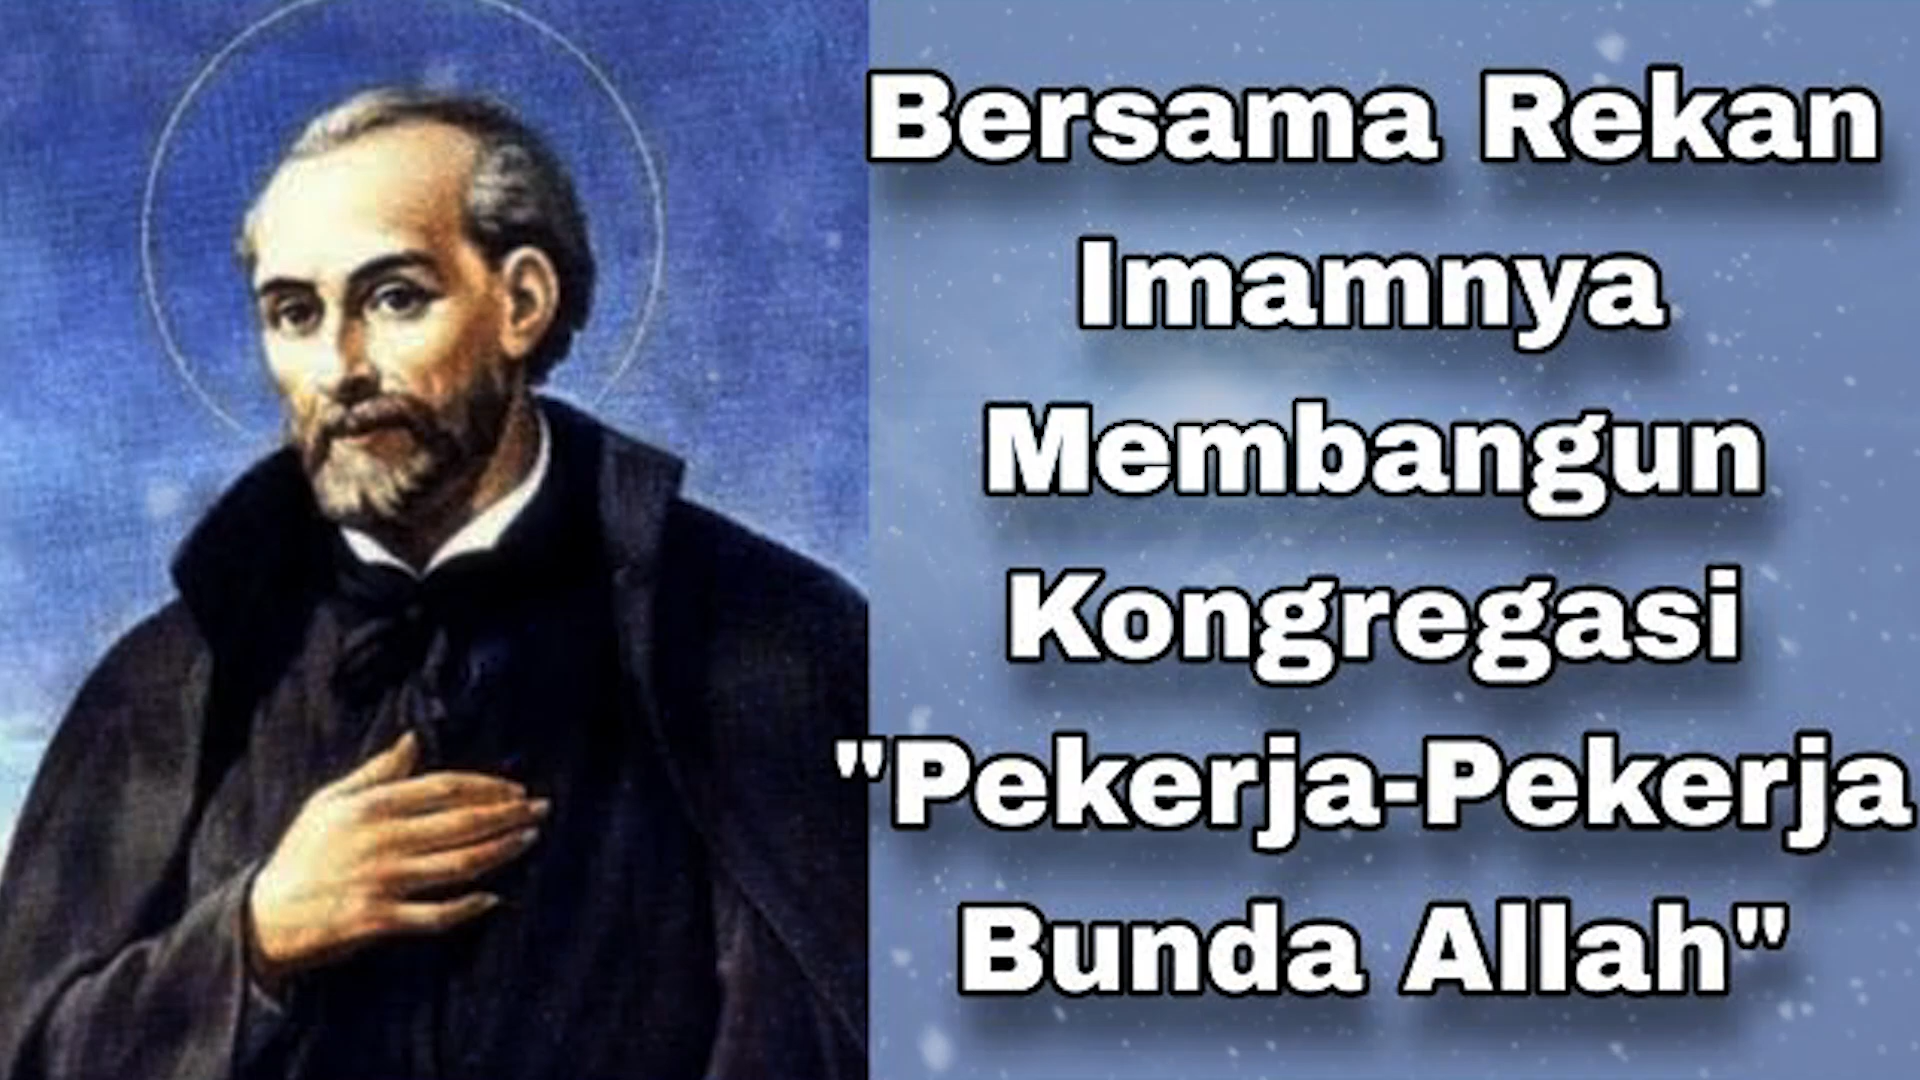 Bersama Rekan
Imamnya
Membangun
Kongregasi
"Pekerja-Pekerja
Bunda Allah"